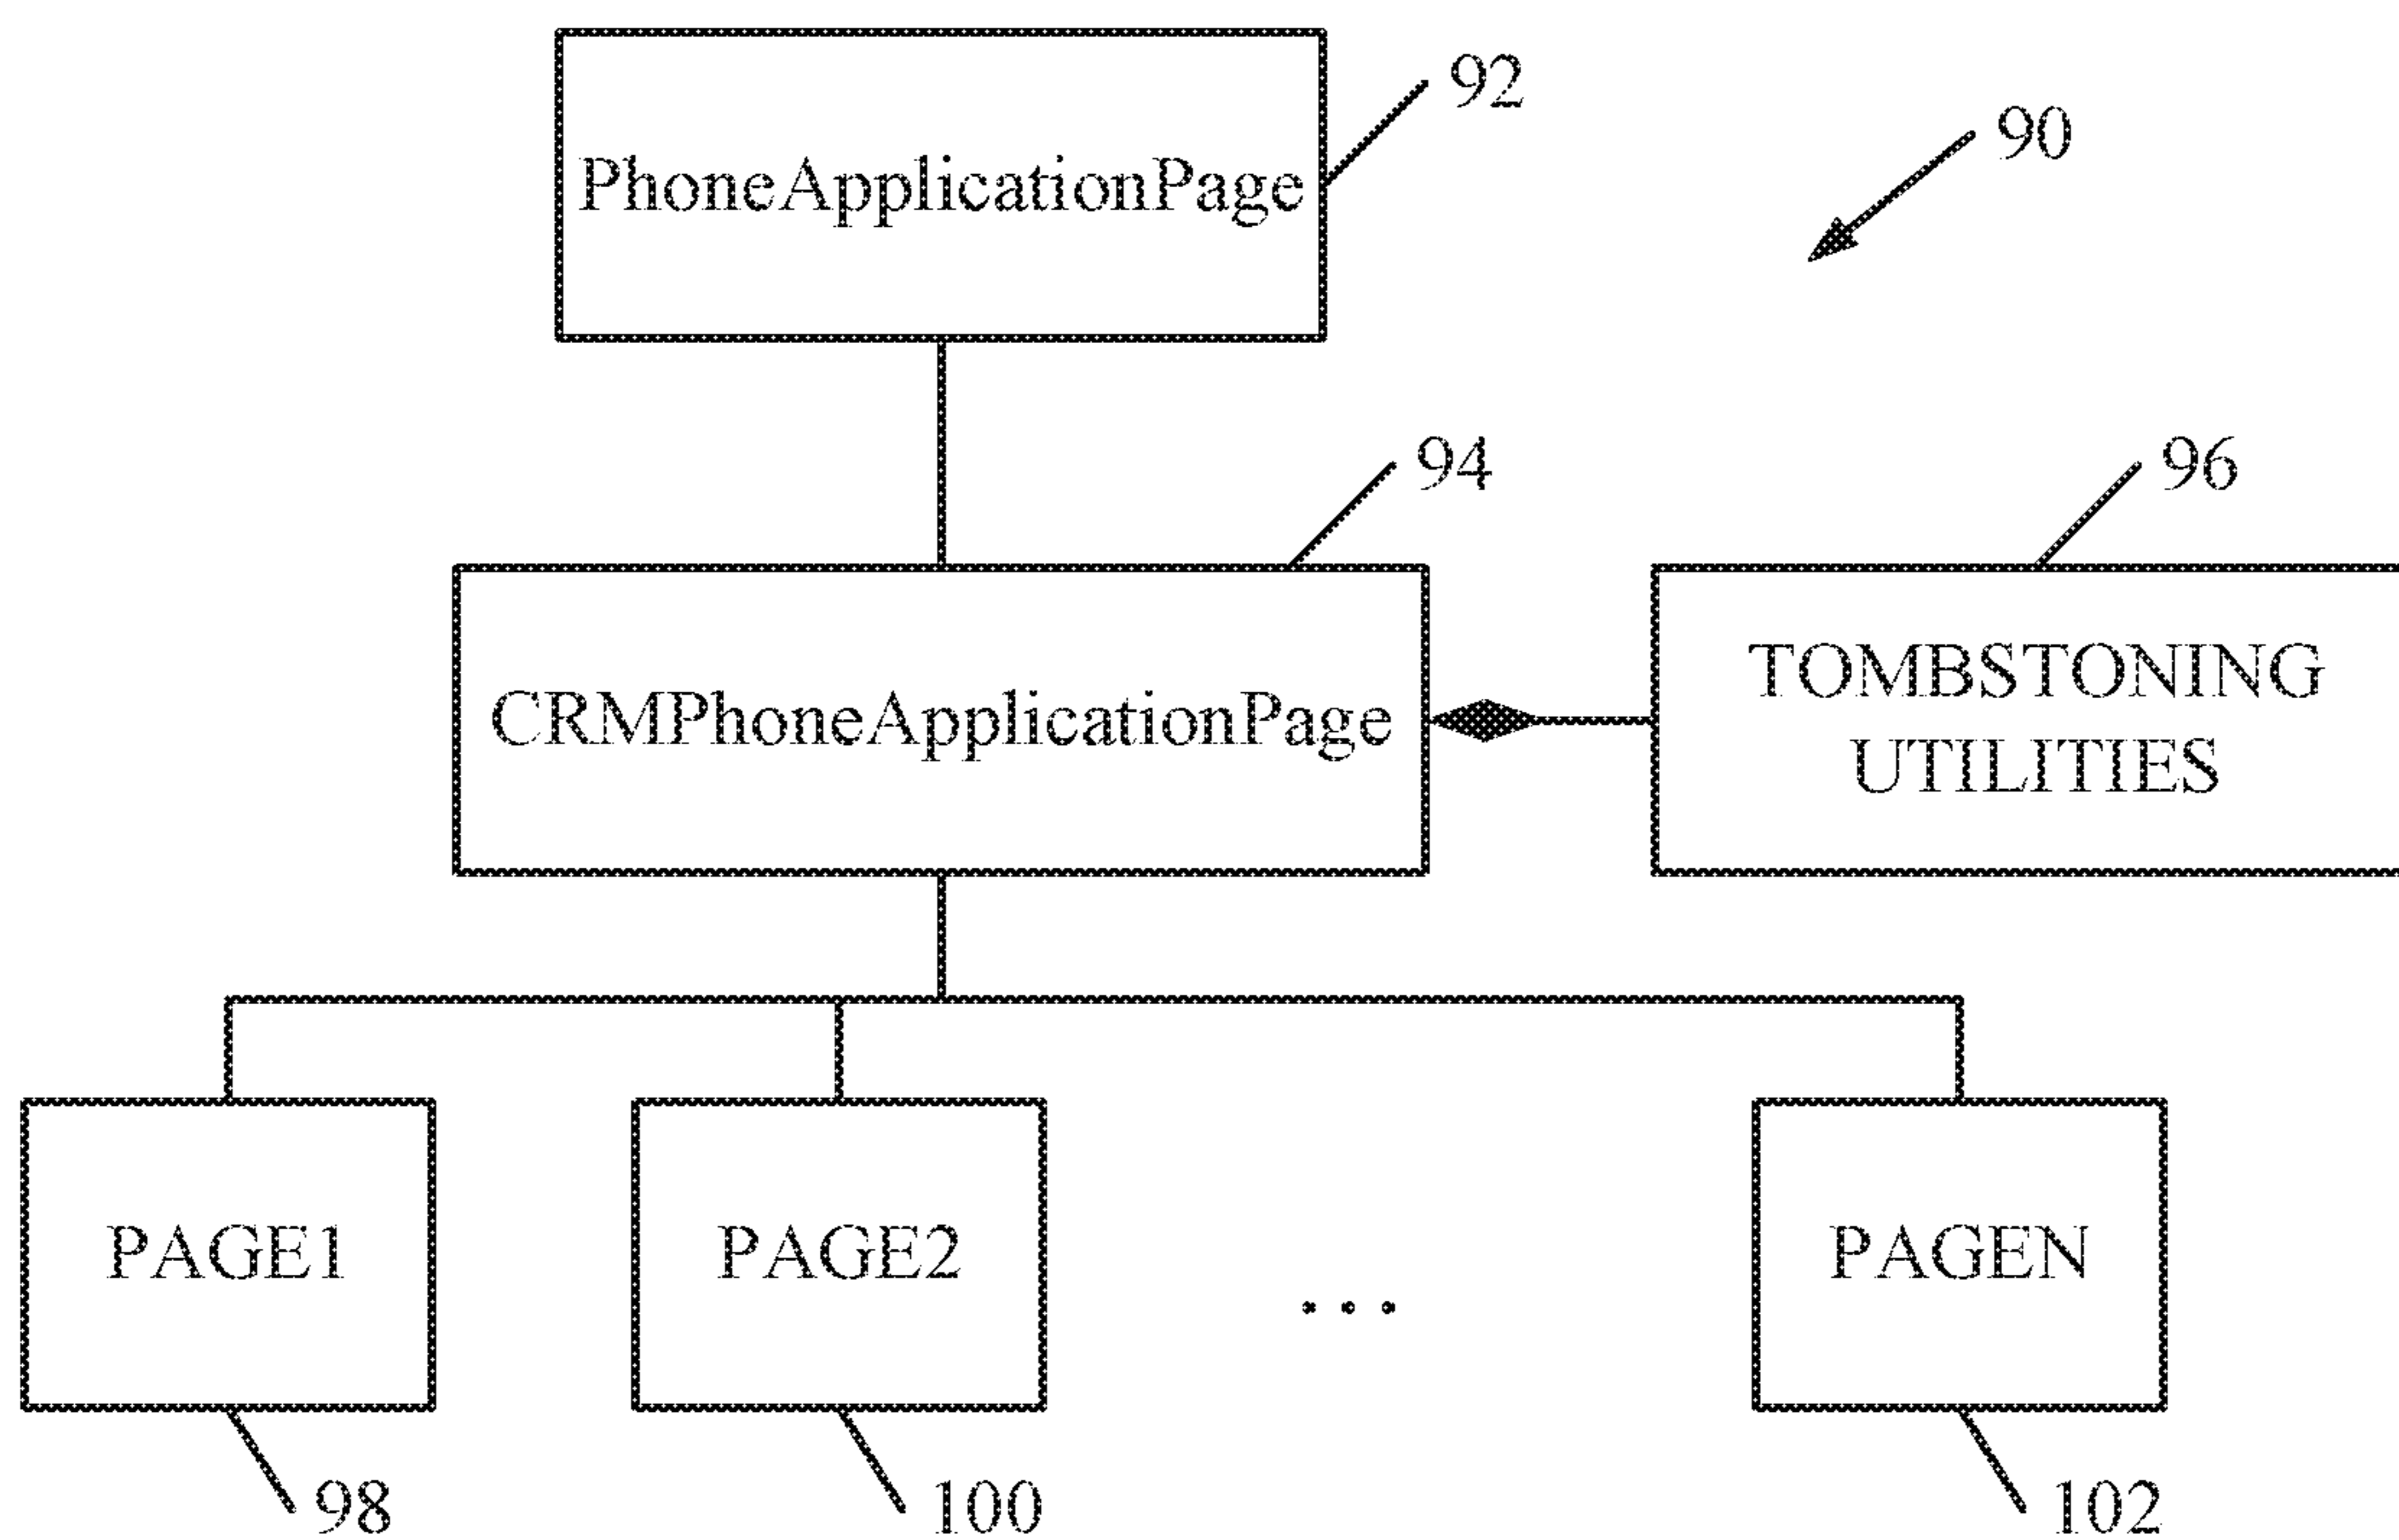 92
90
PhoneApplicationPage
94
96
CRMPhoneApplicationPage
TOMBSTONING
UTILITIES
PAGE1
PAGE2
. . .
PAGEN
98
100
102